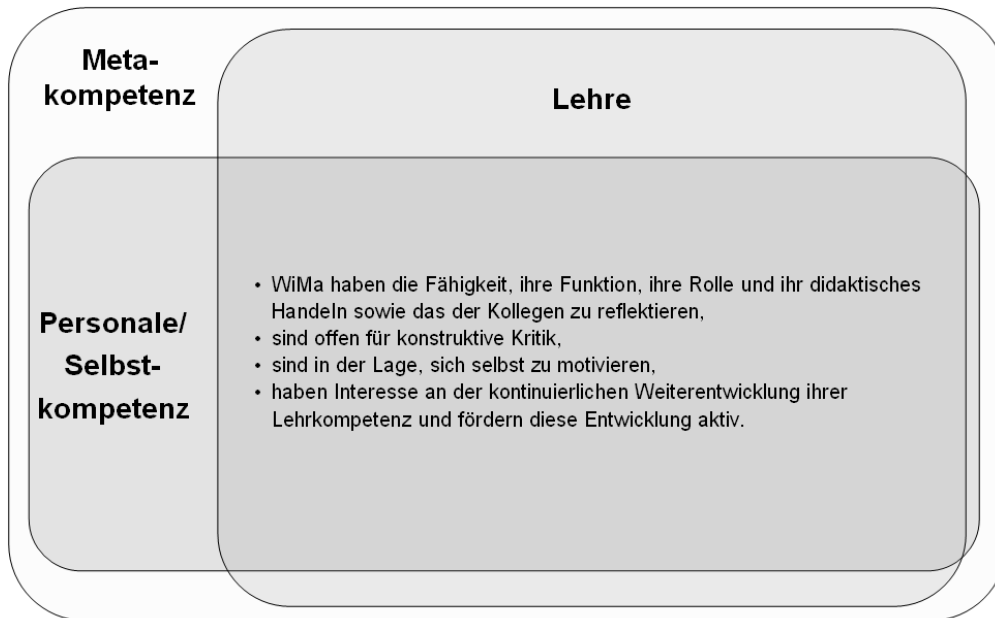 Meta-
kompetenz
Lehre
Personale/
Selbst-
kompetenz
• WiMa haben die Fähigkeit, ihre Funktion, ihre Rolle und ihr didaktisches
Handeln sowie das der Kollegen zu reflektieren,
• sind offen für konstruktive Kritik,
• sind in der Lage, sich selbst zu motivieren,
• haben Interesse an der kontinuierlichen Weiterentwicklung ihrer
Lehrkompetenz und fördern diese Entwicklung aktiv.